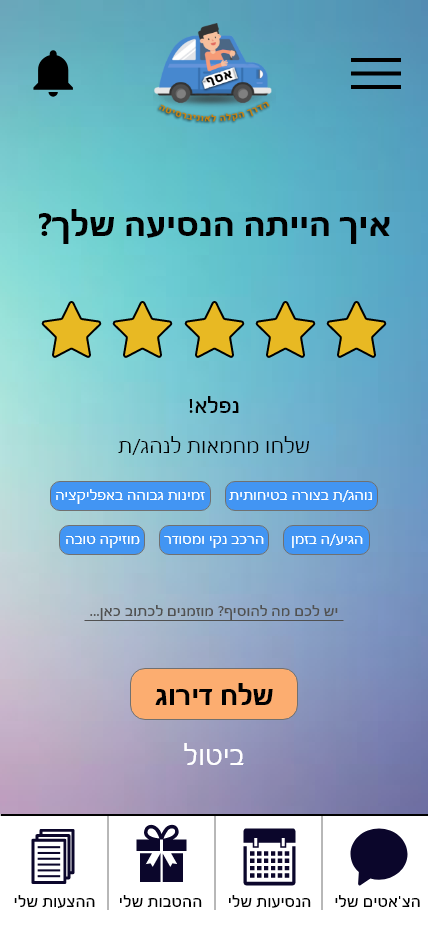 אסף
הדרך הקלה לאוניברסיטה
איך הייתה הנסיעה שלך?
נפלא!
שלחו מחמאות לנהג/ת
נוהג/ת בצורה בטיחותית
זמינות גבוהה באפליקציה
הגיע/ה בזמן
הרכב נקי ומסודר
מוזיקה טובה
יש לכם מה להוסיף? מוזמנים לכתוב כאן...
שלח דירוג
ביטול
הצ'אטים שלי
הנסיעות שלי
ההטבות שלי
ההצעות שלי